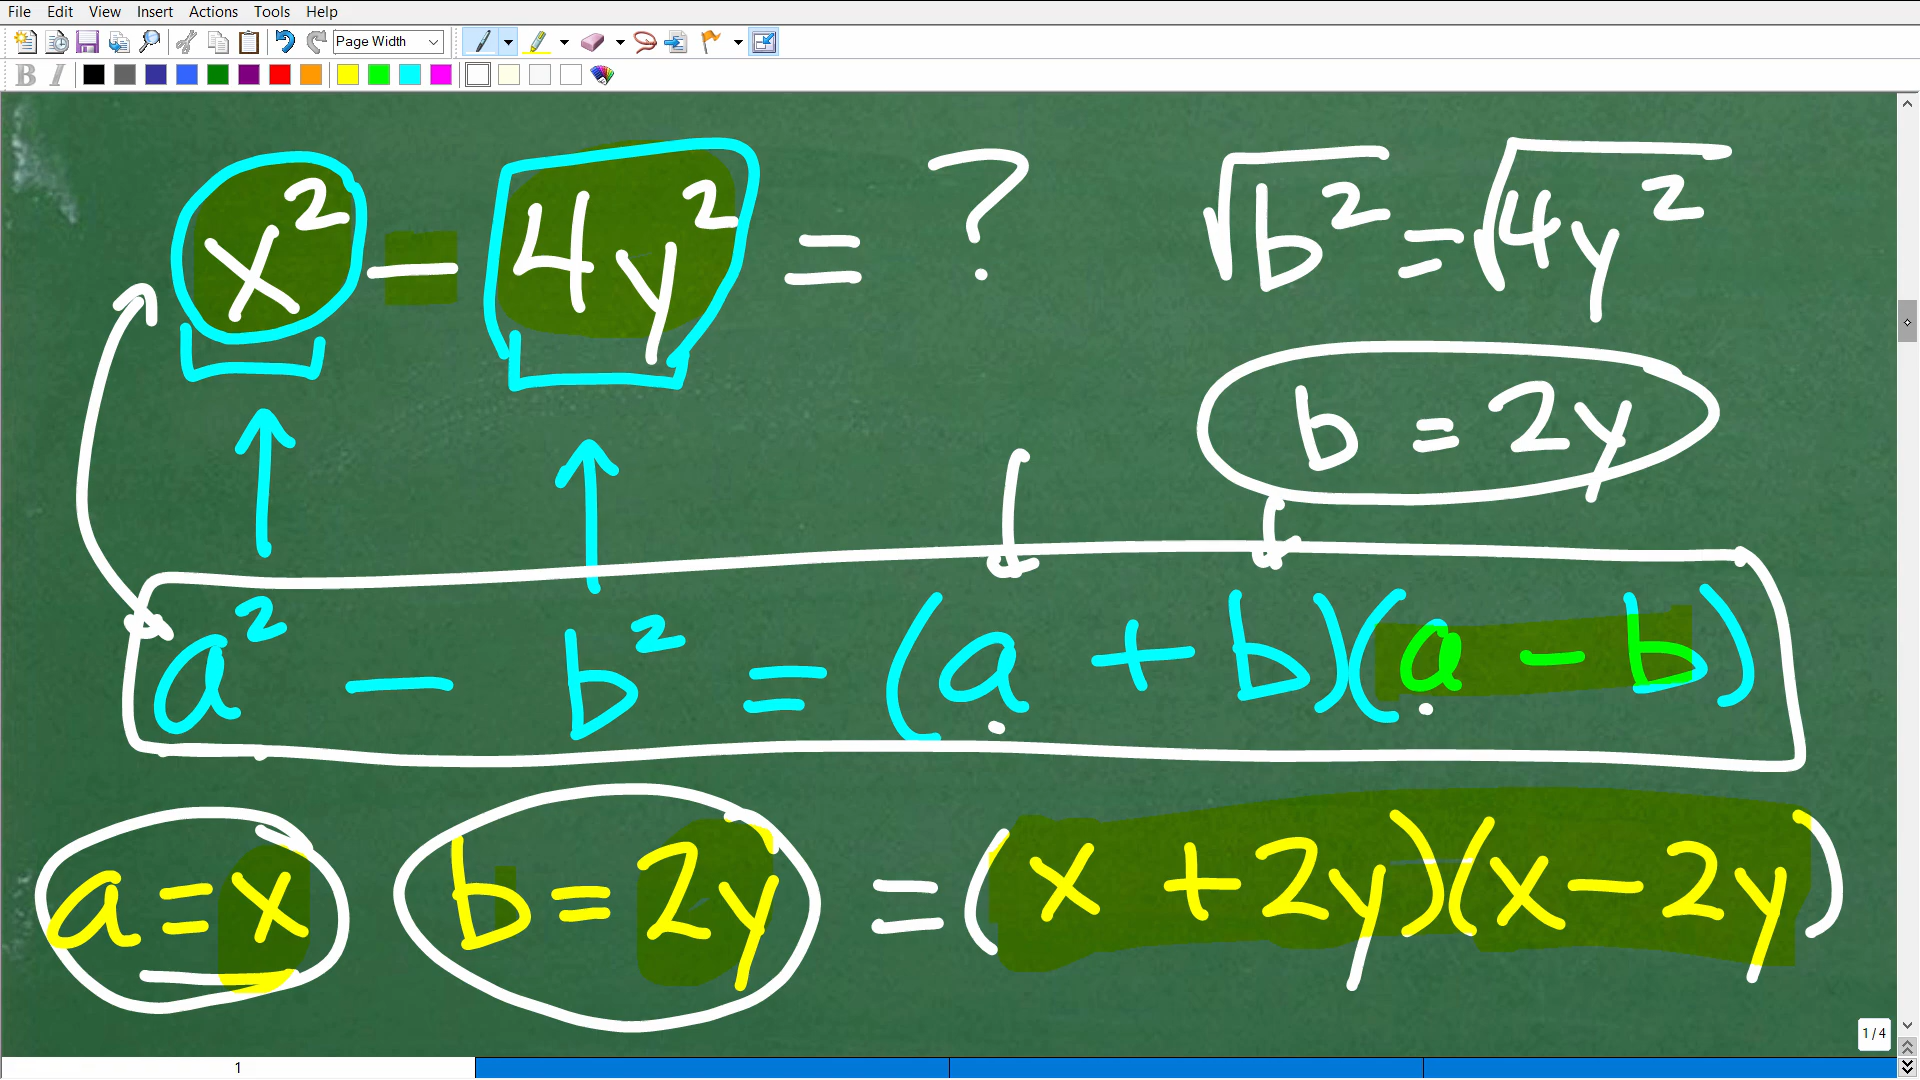 File Edit View Insert Actions Tools Help
Page Width
B I
x² - 4y² = ?
√b² = √4y²
b = 2y
a² - b² = (a + b)(a - b)
a = x b = 2y = (x + 2y)(x - 2y)
1 / 4
1